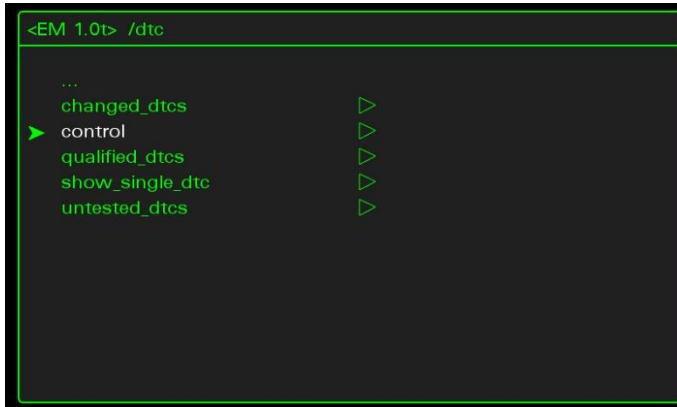 <EM 1.0t> /dtc
...
changed_dtcs
control
qualified_dtcs
show_single_dtc
untested_dtcs